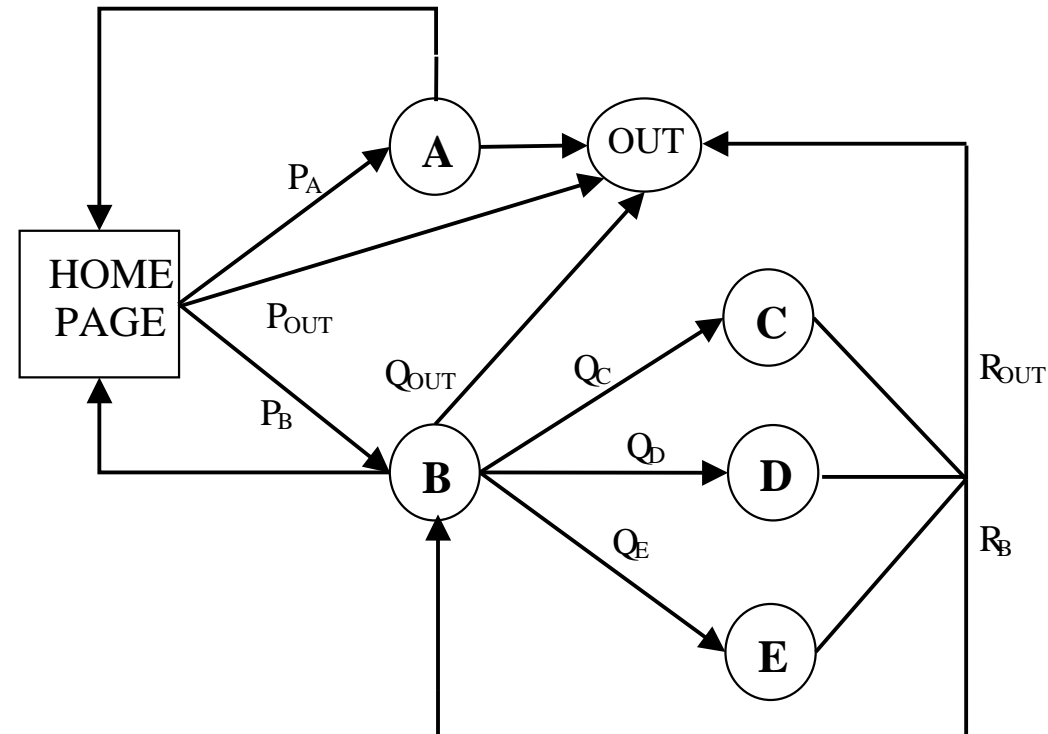 A
OUT
P_A
HOME
PAGE
P_OUT
C
Q_OUT
Q_C
R_OUT
P_B
Q_D
B
D
Q_E
R_B
E